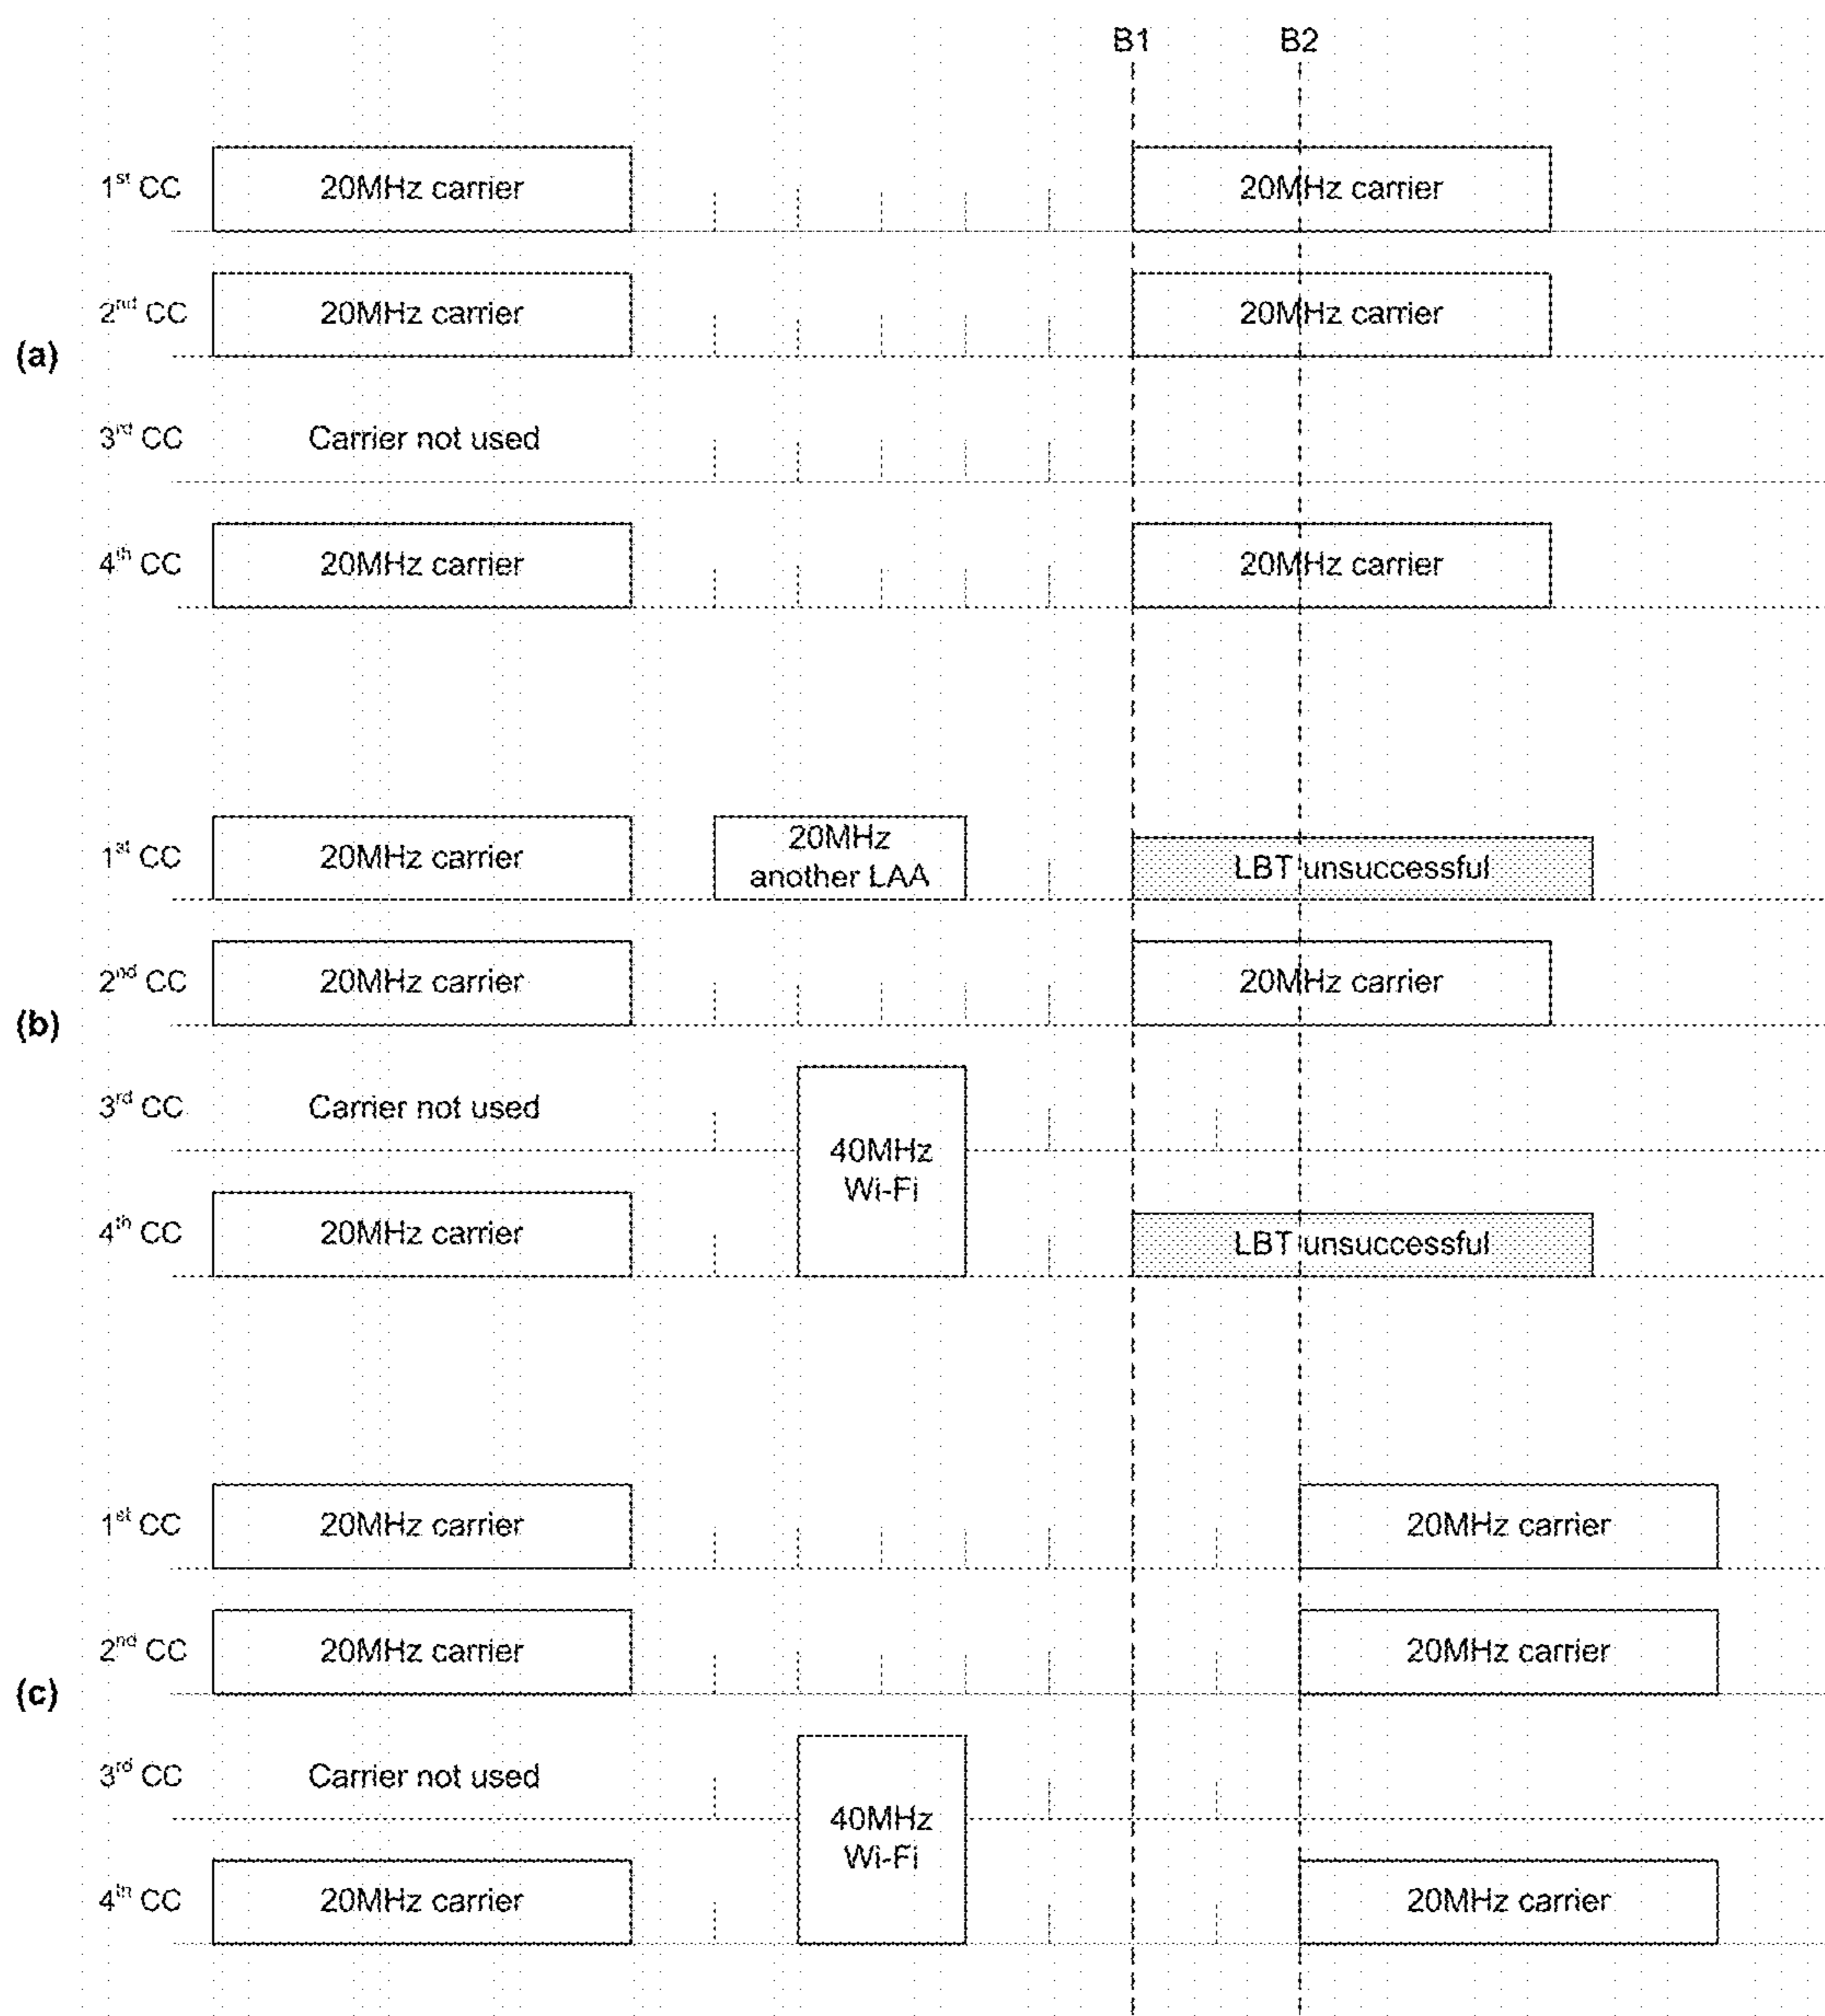 B1 B2
1st CC 20MHz carrier 20MHz carrier
2nd CC 20MHz carrier 20MHz carrier
(a)
3rd CC Carrier not used
4th CC 20MHz carrier 20MHz carrier
1st CC 20MHz carrier 20MHz another LAA LBT unsuccessful
2nd CC 20MHz carrier 20MHz carrier
(b)
3rd CC Carrier not used
40MHz
Wi-Fi
4th CC 20MHz carrier LBT unsuccessful
1st CC 20MHz carrier 20MHz carrier
2nd CC 20MHz carrier 20MHz carrier
(c)
3rd CC Carrier not used
40MHz
Wi-Fi
4th CC 20MHz carrier 20MHz carrier